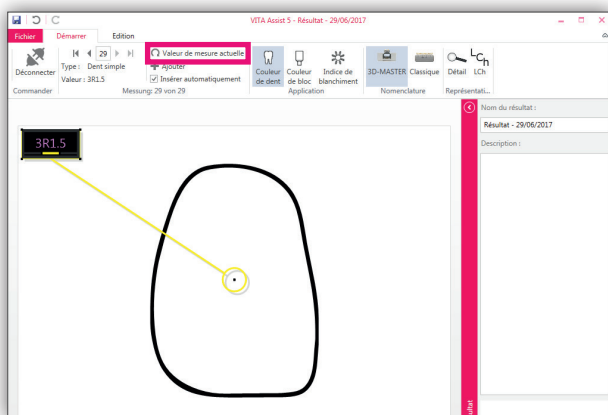 VITA Assist 5 - Résultat - 29/06/2017
Fichier Démarrer Edition
29 Valeur de mesure actuelle
Type : Dent simple Ajouter
Valeur : 3R1.5 Insérer automatiquement
Déconnecter
Couleur de dent
Couleur de bloc
Indice de blanchiment
3D-MASTER Classique Détail LCh
Commander Messung: 29 von 29 Application Nomenclature Représentati...
Nom du résultat :
Résultat - 29/06/2017
Description :
3R1.5